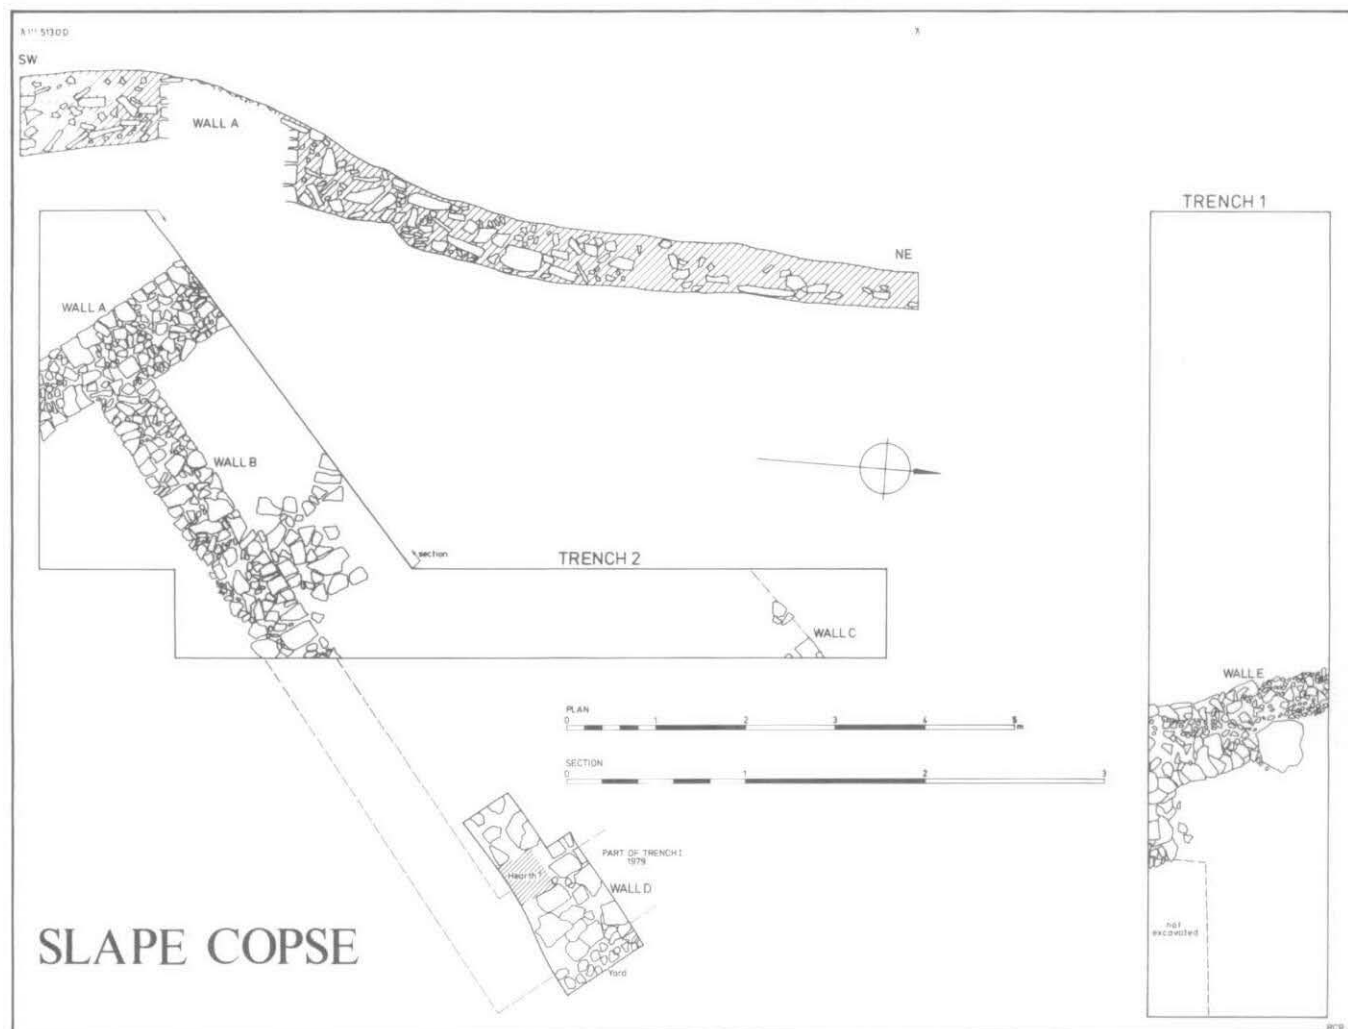 X
SW
WALL A
NE
TRENCH 1
WALL A
WALL B
section
TRENCH 2
WALL C
WALL E
PLAN
0 1 2 3 4 5
m
SECTION
0 1 2 3
PART OF TRENCH I
1979
Hearth
WALL D
Yard
not
excavated
SLAPE COPSE